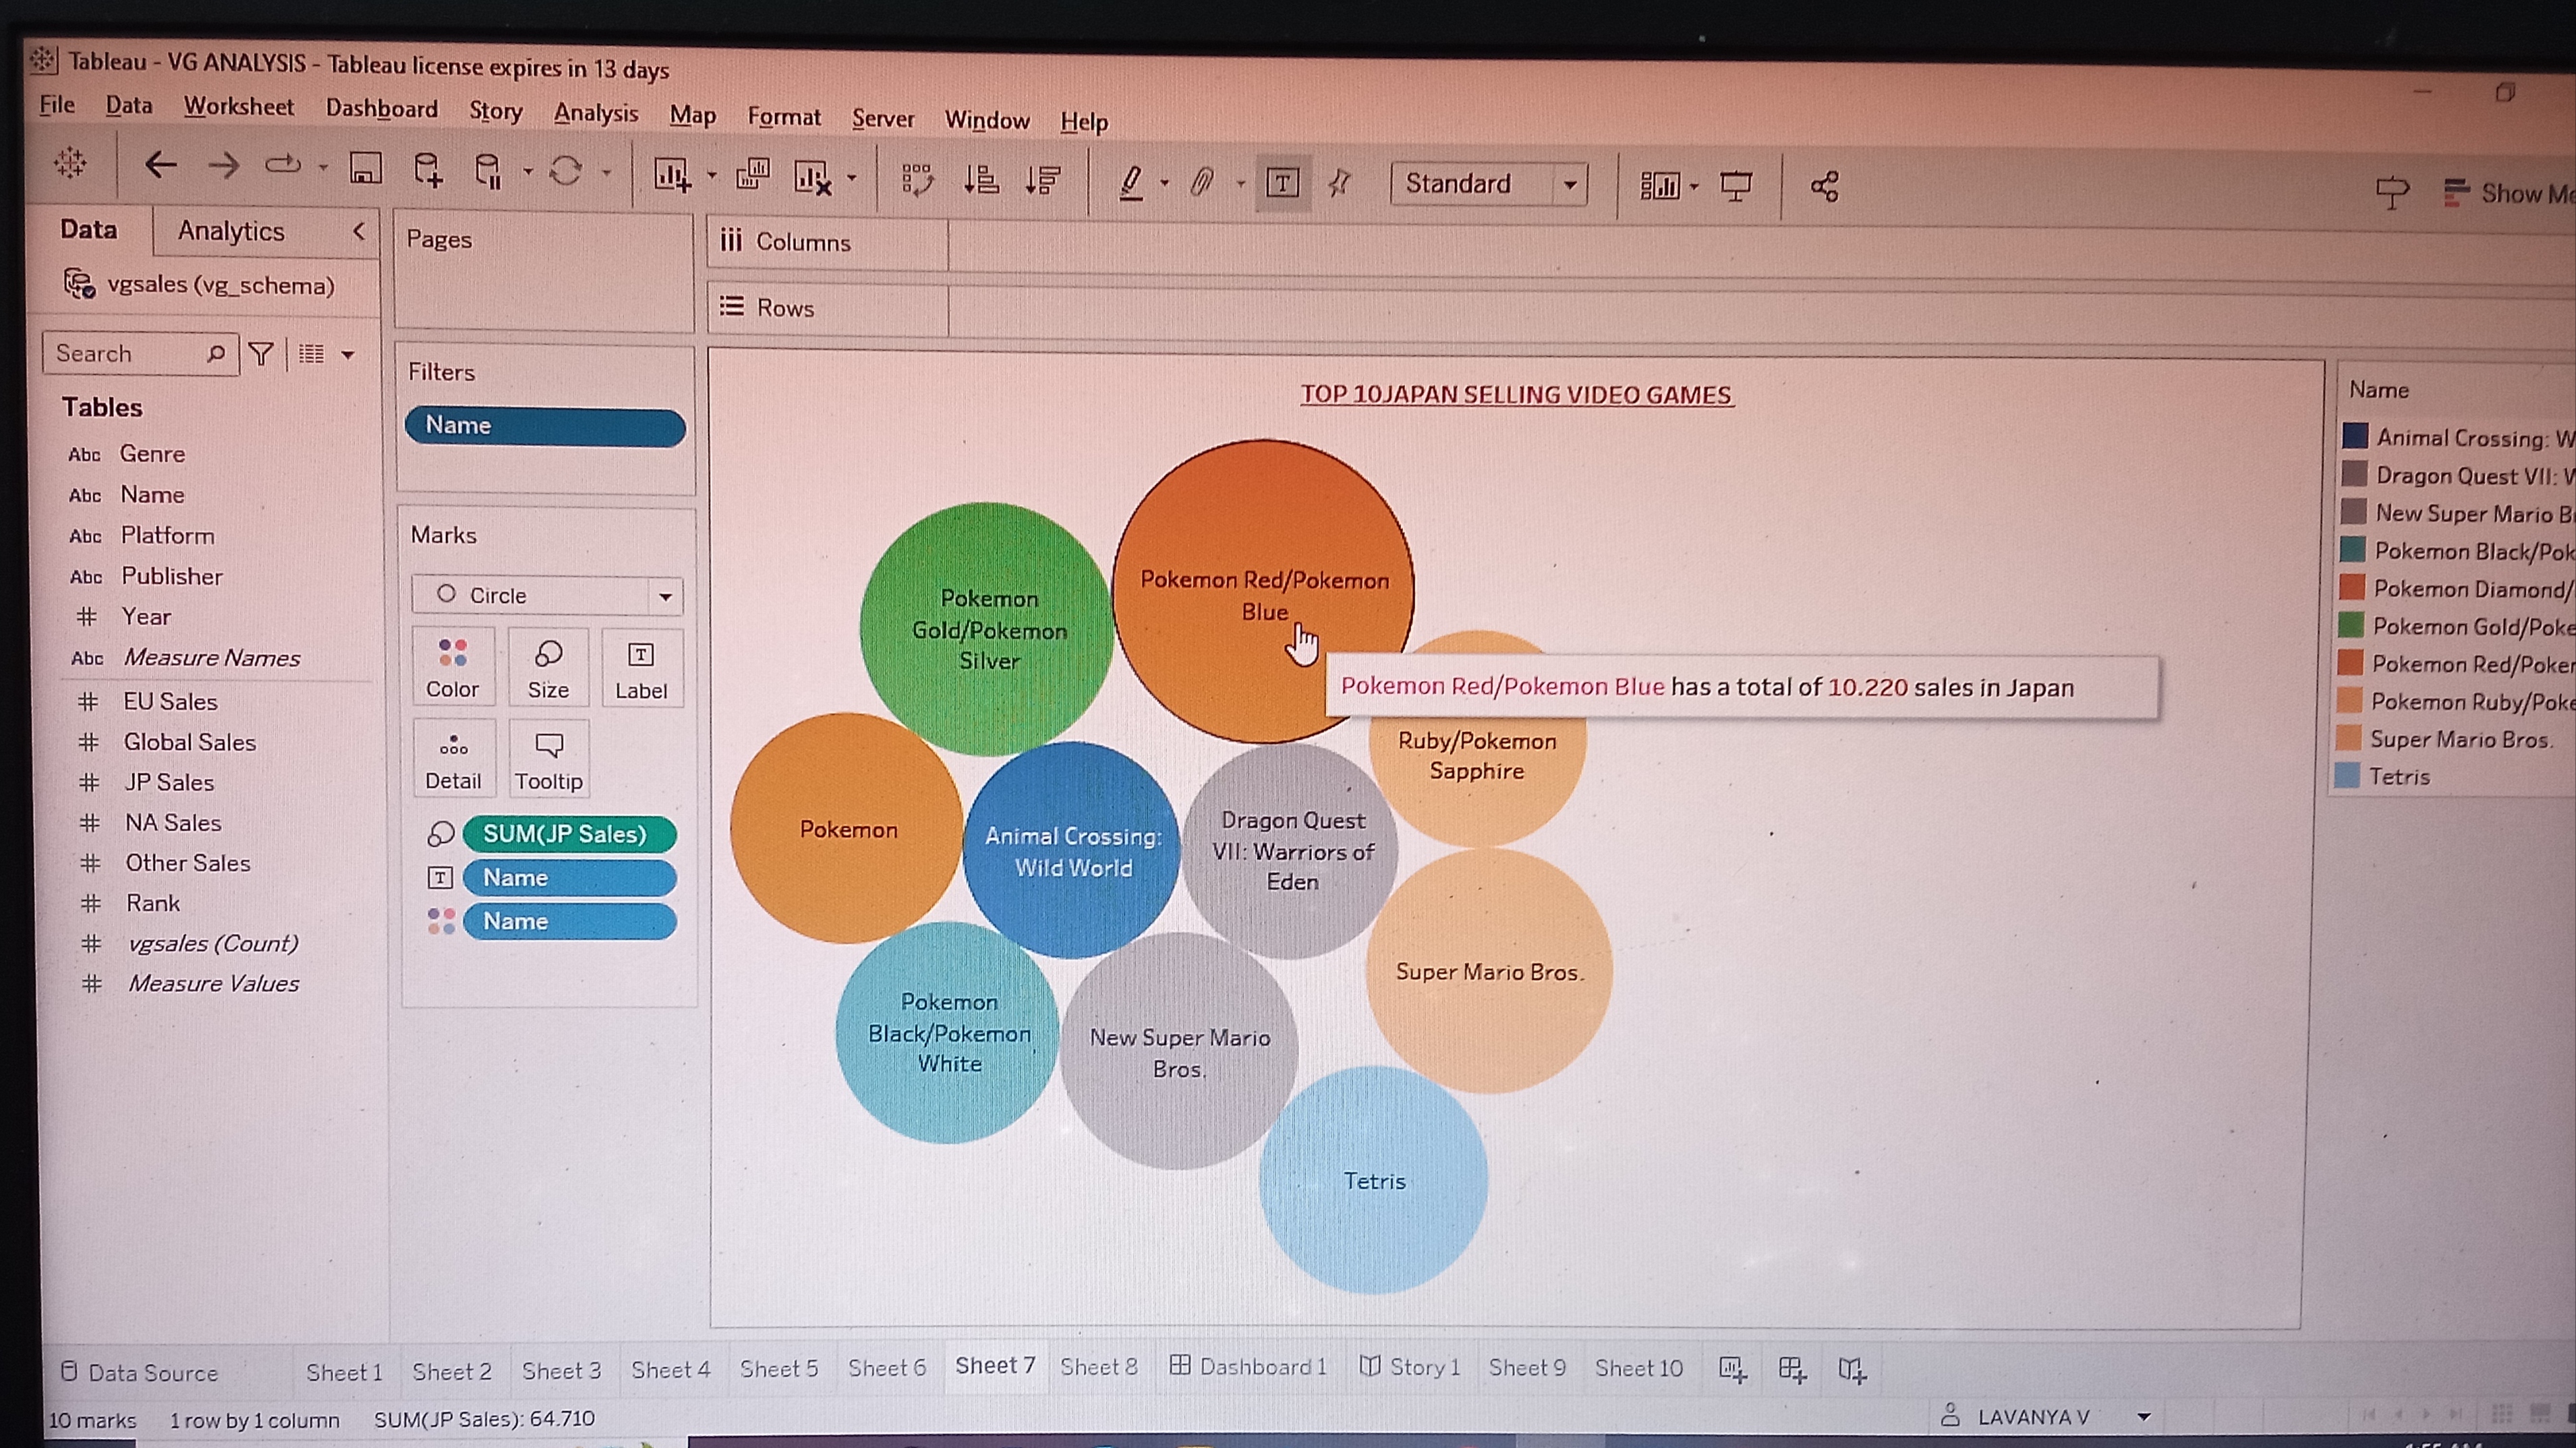 Tableau - VG ANALYSIS - Tableau license expires in 13 days
File Data Worksheet Dashboard Story Analysis Map Format Server Window Help
Standard
Show Me
Data Analytics
vgsales (vg_schema)
Search
Tables
Abc Genre
Abc Name
Abc Platform
Abc Publisher
# Year
Abc Measure Names
# EU Sales
# Global Sales
# JP Sales
# NA Sales
# Other Sales
# Rank
# vgsales (Count)
# Measure Values
Pages
Filters
Name
Marks
Circle
Color Size Label
Detail Tooltip
SUM(JP Sales)
Name
Name
Columns
Rows
TOP 10JAPAN SELLING VIDEO GAMES
Pokemon Red/Pokemon
Blue
Pokemon
Gold/Pokemon
Silver
Pokemon Red/Pokemon Blue has a total of 10.220 sales in Japan
Ruby/Pokemon
Sapphire
Pokemon
Animal Crossing:
Wild World
Dragon Quest
VII: Warriors of
Eden
Super Mario Bros.
Pokemon
Black/Pokemon
White
New Super Mario
Bros.
Tetris
Name
Animal Crossing: W
Dragon Quest VII: W
New Super Mario B
Pokemon Black/Pok
Pokemon Diamond/
Pokemon Gold/Poke
Pokemon Red/Poke
Pokemon Ruby/Poke
Super Mario Bros.
Tetris
Data Source Sheet 1 Sheet 2 Sheet 3 Sheet 4 Sheet 5 Sheet 6 Sheet 7 Sheet 8 Dashboard 1 Story 1 Sheet 9 Sheet 10
10 marks 1 row by 1 column SUM(JP Sales): 64.710
LAVANYA V